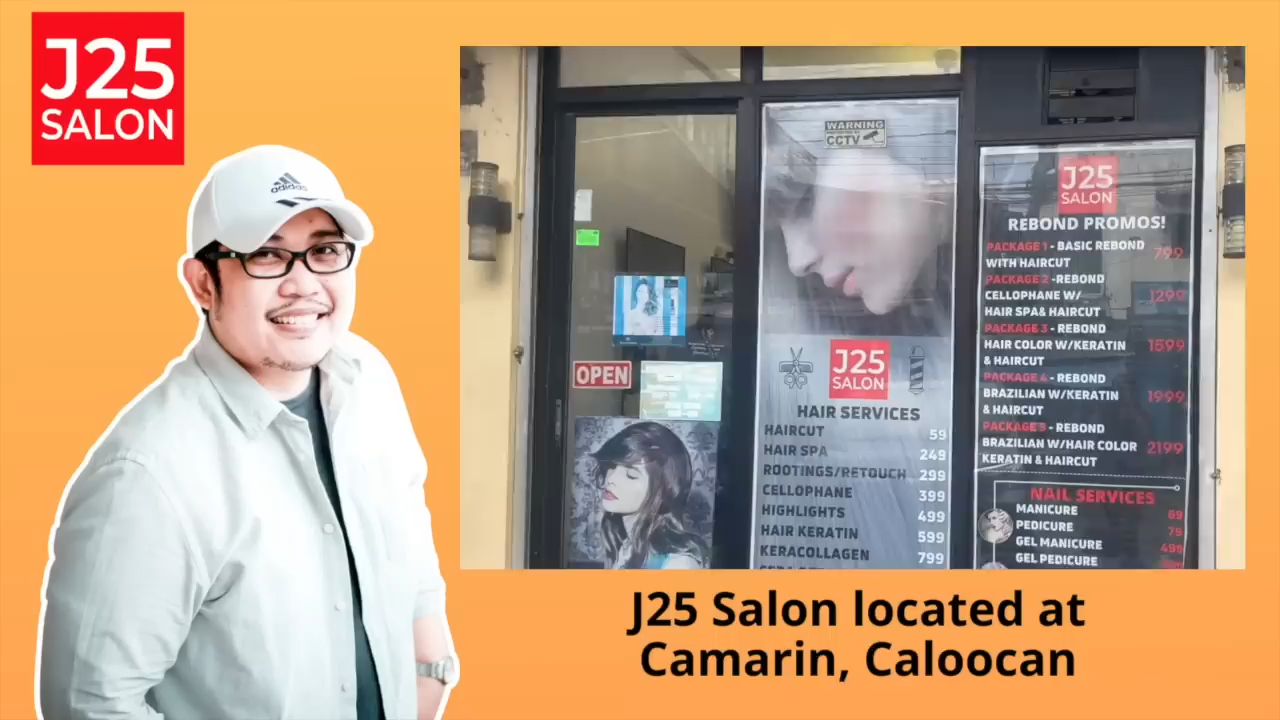 J25
SALON
adidas
WARNING
CCTV
OPEN
J25
SALON
HAIR SERVICES
HAIRCUT 59
HAIR SPA 249
ROOTINGS/RETOUCH 299
CELLOPHANE 399
HIGHLIGHTS 499
HAIR KERATIN 599
KERACOLLAGEN 799
J25
SALON
REBOND PROMOS!
PACKAGE 1 - BASIC REBOND
WITH HAIRCUT 799
PACKAGE 2 -REBOND
CELLOPHANE W/ 1299
HAIR SPA& HAIRCUT
PACKAGE 3 - REBOND
HAIR COLOR W/KERATIN 1599
& HAIRCUT
PACKAGE 4 - REBOND
BRAZILIAN W/KERATIN 1999
& HAIRCUT
PACKAGE 5 - REBOND
BRAZILIAN W/HAIR COLOR 2199
KERATIN & HAIRCUT
NAIL SERVICES
MANICURE 69
PEDICURE 75
GEL MANICURE 499
GEL PEDICURE
J25 Salon located at
Camarin, Caloocan